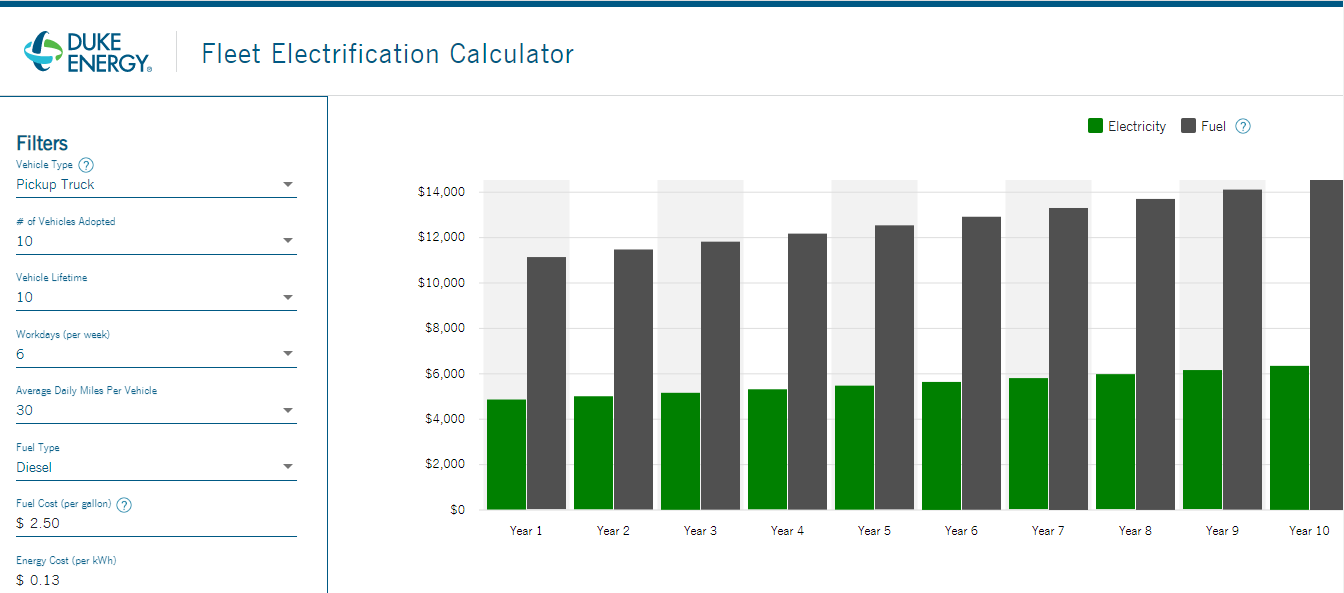 DUKE
ENERGY®
Fleet Electrification Calculator
Filters
Vehicle Type ?
Pickup Truck
# of Vehicles Adopted
10
Vehicle Lifetime
10
Workdays (per week)
6
Average Daily Miles Per Vehicle
30
Fuel Type
Diesel
Fuel Cost (per gallon) ?
$ 2.50
Energy Cost (per kWh)
$ 0.13
Electricity Fuel ?
$14,000
$12,000
$10,000
$8,000
$6,000
$4,000
$2,000
$0
Year 1 Year 2 Year 3 Year 4 Year 5 Year 6 Year 7 Year 8 Year 9 Year 10